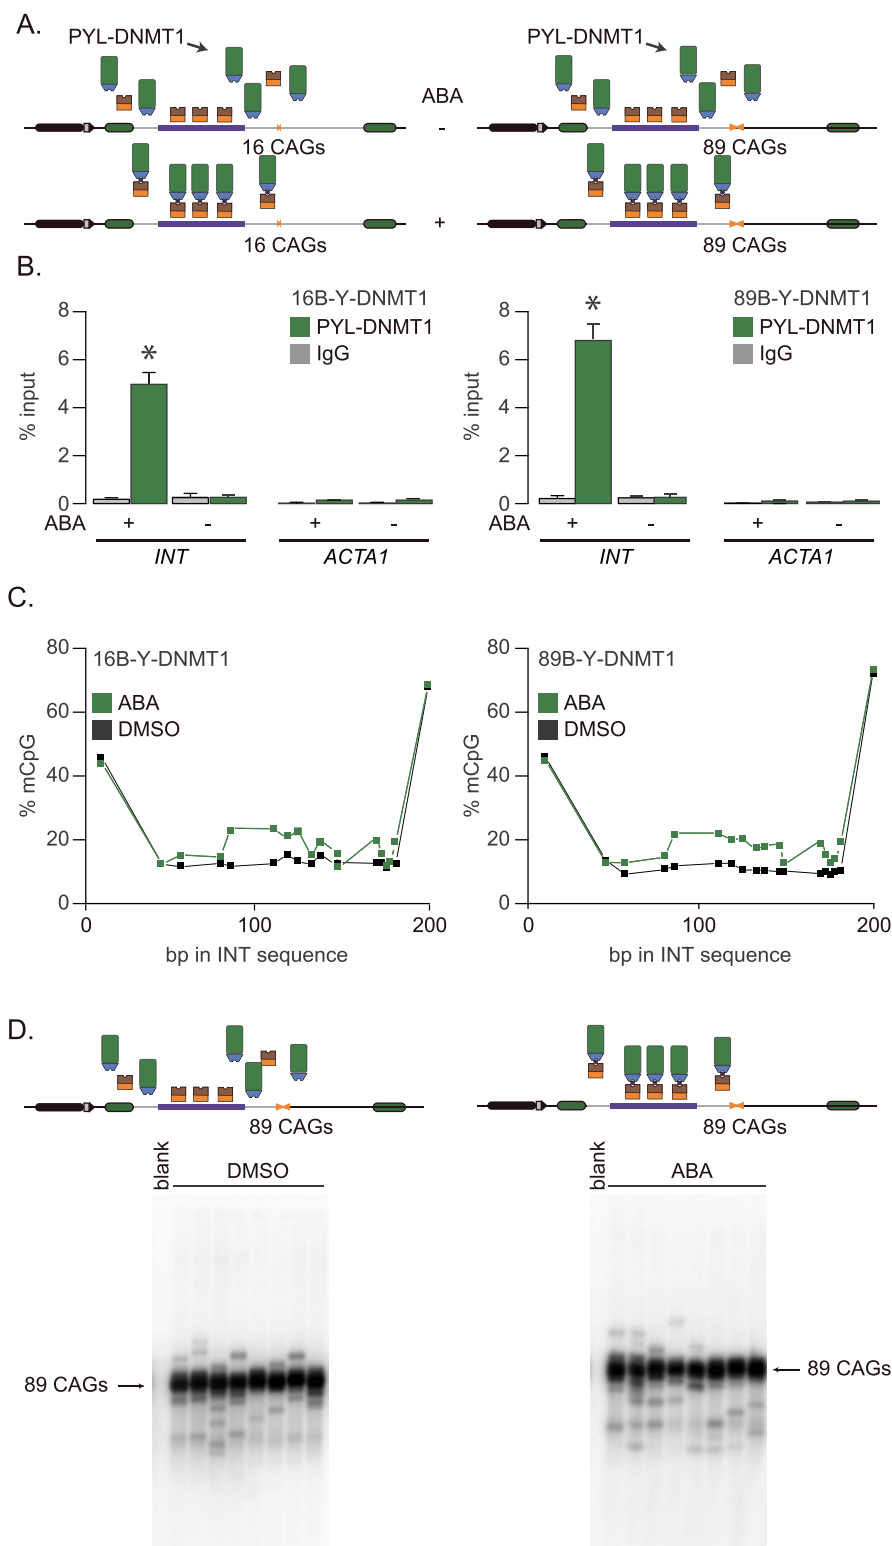 A.
PYL-DNMT1
PYL-DNMT1
ABA
-
16 CAGs
89 CAGs
+
16 CAGs
89 CAGs
B.
16B-Y-DNMT1
PYL-DNMT1
IgG
% input
8
6
4
2
0
ABA
+
-
+
-
INT
ACTA1
*
89B-Y-DNMT1
PYL-DNMT1
IgG
% input
8
6
4
2
0
ABA
+
-
+
-
INT
ACTA1
*
C.
16B-Y-DNMT1
ABA
DMSO
% mCpG
80
60
40
20
0
0
100
200
bp in INT sequence
89B-Y-DNMT1
ABA
DMSO
% mCpG
80
60
40
20
0
0
100
200
bp in INT sequence
D.
89 CAGs
89 CAGs
blank
DMSO
blank
ABA
89 CAGs
89 CAGs